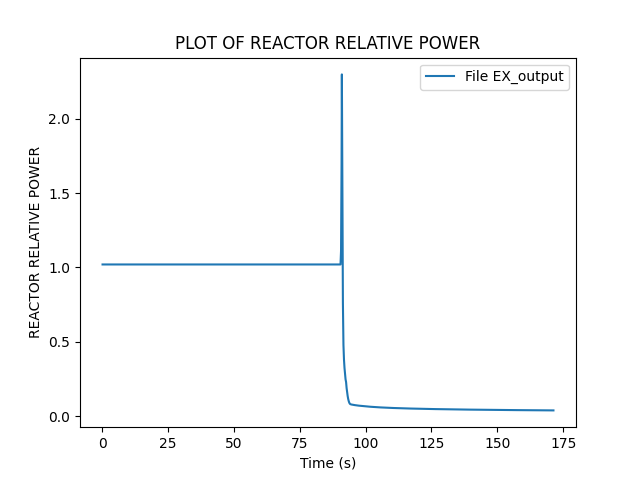 PLOT OF REACTOR RELATIVE POWER
File EX_output
REACTOR RELATIVE POWER
2.0
1.5
1.0
0.5
0.0
0 25 50 75 100 125 150 175
Time (s)